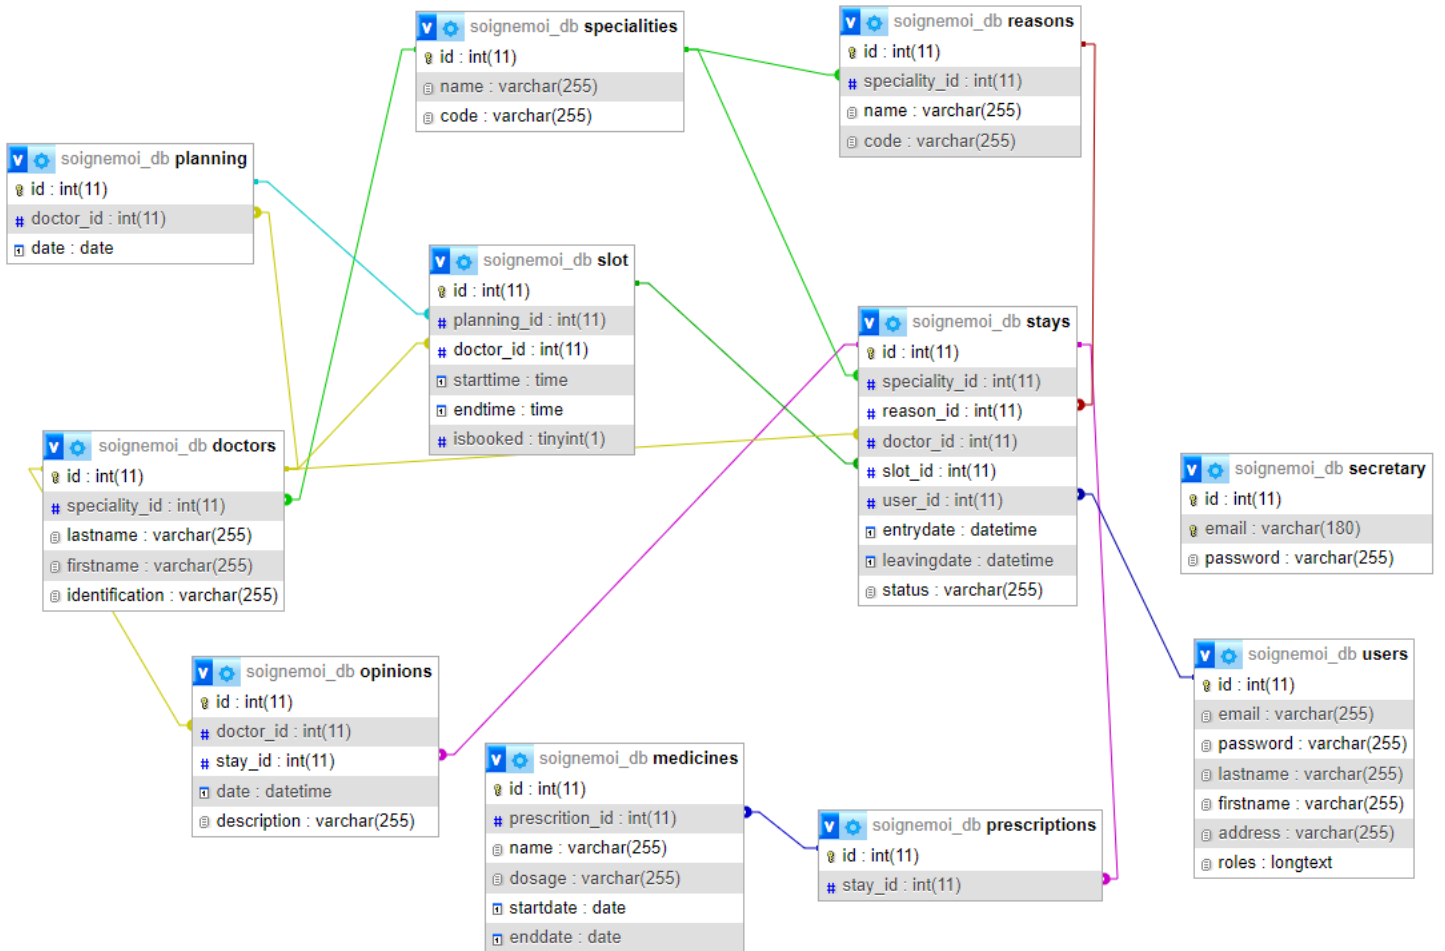 soignemoi_db specialities
id : int(11)
name : varchar(255)
code : varchar(255)
soignemoi_db reasons
id : int(11)
speciality_id : int(11)
name : varchar(255)
code : varchar(255)
soignemoi_db planning
id : int(11)
doctor_id : int(11)
date : date
soignemoi_db slot
id : int(11)
planning_id : int(11)
doctor_id : int(11)
starttime : time
endtime : time
isbooked : tinyint(1)
soignemoi_db stays
id : int(11)
speciality_id : int(11)
reason_id : int(11)
doctor_id : int(11)
slot_id : int(11)
user_id : int(11)
entrydate : datetime
leavingdate : datetime
status : varchar(255)
soignemoi_db doctors
id : int(11)
speciality_id : int(11)
lastname : varchar(255)
firstname : varchar(255)
identification : varchar(255)
soignemoi_db secretary
id : int(11)
email : varchar(180)
password : varchar(255)
soignemoi_db opinions
id : int(11)
doctor_id : int(11)
stay_id : int(11)
date : datetime
description : varchar(255)
soignemoi_db users
id : int(11)
email : varchar(255)
password : varchar(255)
lastname : varchar(255)
firstname : varchar(255)
address : varchar(255)
roles : longtext
soignemoi_db medicines
id : int(11)
prescrition_id : int(11)
name : varchar(255)
dosage : varchar(255)
startdate : date
enddate : date
soignemoi_db prescriptions
id : int(11)
stay_id : int(11)